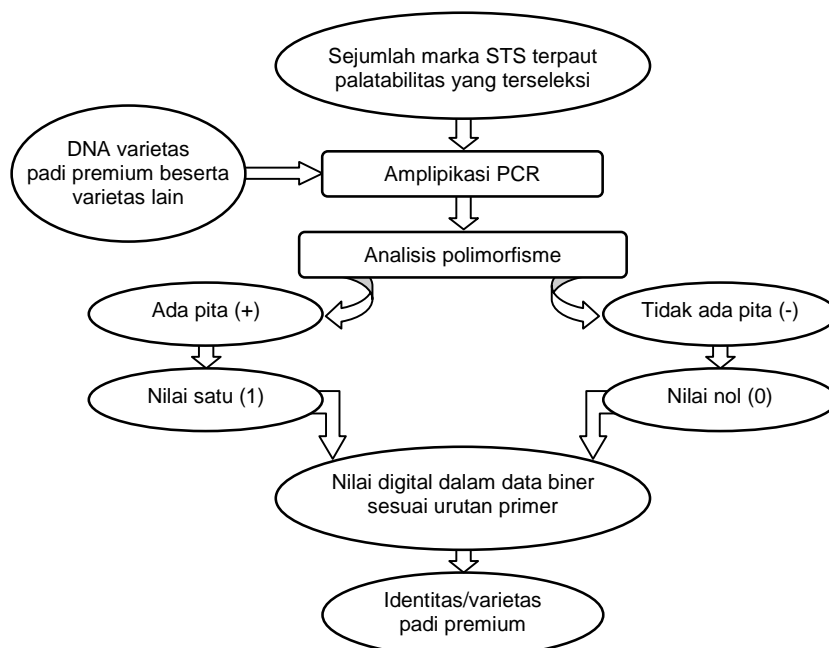 Sejumlah marka STS terpaut
palatabilitas yang terseleksi
DNA varietas
padi premium beserta
varietas lain
Amplipikasi PCR
Analisis polimorfisme
Ada pita (+)
Tidak ada pita (-)
Nilai satu (1)
Nilai nol (0)
Nilai digital dalam data biner
sesuai urutan primer
Identitas/varietas
padi premium